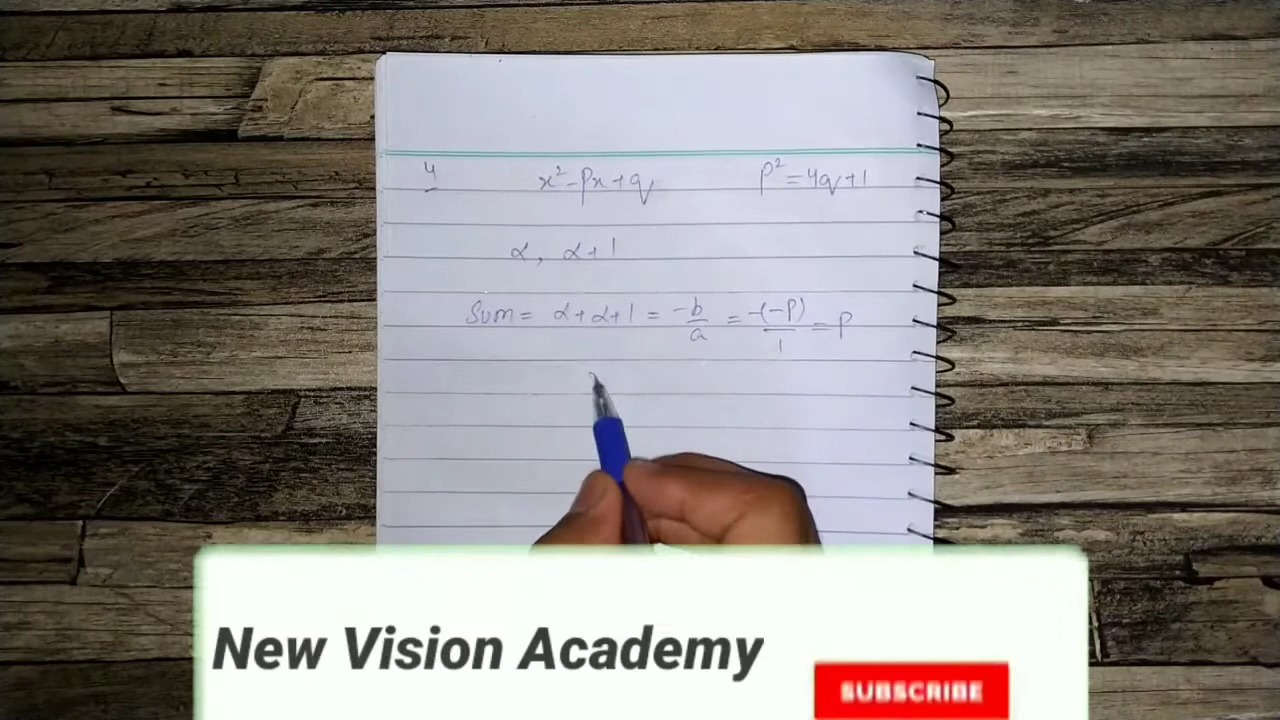 4 x² - px + q p² = 4q + 1
α, α + 1
Sum = α + α + 1 = -b/a = -(-P)/1 = P
New Vision Academy
SUBSCRIBE